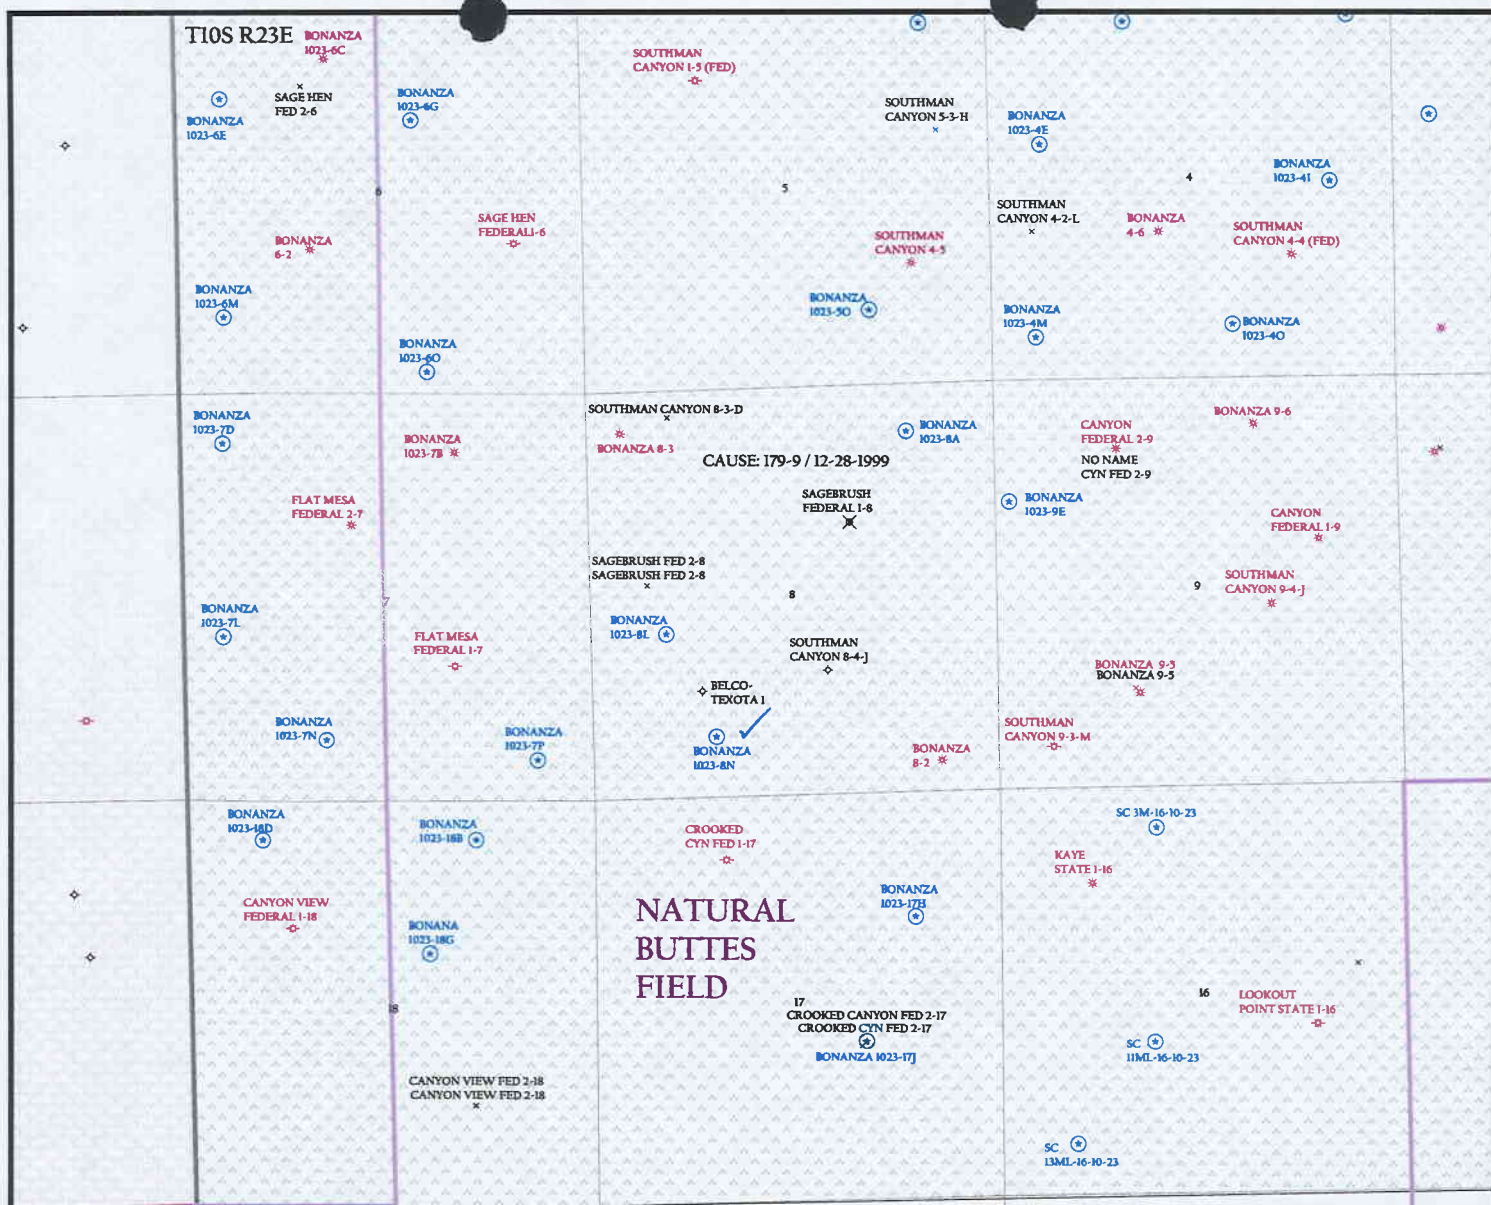 T10S R23E
BONANZA
1023-6C
SAGE HEN
FED 2-6
BONANZA
1023-6E
BONANZA
1023-6G
SOUTHMAN
CANYON 1-5 (FED)
SOUTHMAN
CANYON 5-3-H
BONANZA
1023-4E
BONANZA
1023-4I
6
5
4
BONANZA
6-2
SAGE HEN
FEDERAL1-6
SOUTHMAN
CANYON 4-5
SOUTHMAN
CANYON 4-2-L
BONANZA
4-6
SOUTHMAN
CANYON 4-4 (FED)
BONANZA
1023-6M
BONANZA
1023-6O
BONANZA
1023-5O
BONANZA
1023-4M
BONANZA
1023-4O
BONANZA
1023-7D
BONANZA
1023-7B
SOUTHMAN CANYON 8-3-D
BONANZA 8-3
BONANZA
1023-8A
CANYON
FEDERAL 2-9
NO NAME
CYN FED 2-9
BONANZA 9-6
CAUSE: 179-9 / 12-28-1999
FLAT MESA
FEDERAL 2-7
SAGEBRUSH
FEDERAL 1-8
BONANZA
1023-9E
CANYON
FEDERAL 1-9
SAGEBRUSH FED 2-8
SAGEBRUSH FED 2-8
7
8
9
SOUTHMAN
CANYON 9-4-J
BONANZA
1023-7L
FLAT MESA
FEDERAL 1-7
BONANZA
1023-8L
SOUTHMAN
CANYON 8-4-J
BELCO-
TEXOTA 1
BONANZA 9-5
BONANZA 9-5
BONANZA
1023-7N
BONANZA
1023-7P
BONANZA
1023-8N
BONANZA
8-2
SOUTHMAN
CANYON 9-3-M
BONANZA
1023-18D
BONANZA
1023-18B
CROOKED
CYN FED 1-17
SC 3M-16-10-23
KAYE
STATE 1-16
CANYON VIEW
FEDERAL 1-18
BONANA
1023-18G
NATURAL
BUTTES
FIELD
BONANZA
1023-17H
18
17
16
CROOKED CANYON FED 2-17
CROOKED CYN FED 2-17
BONANZA 1023-17J
LOOKOUT
POINT STATE 1-16
SC
11ML-16-10-23
CANYON VIEW FED 2-18
CANYON VIEW FED 2-18
SC
13ML-16-10-23